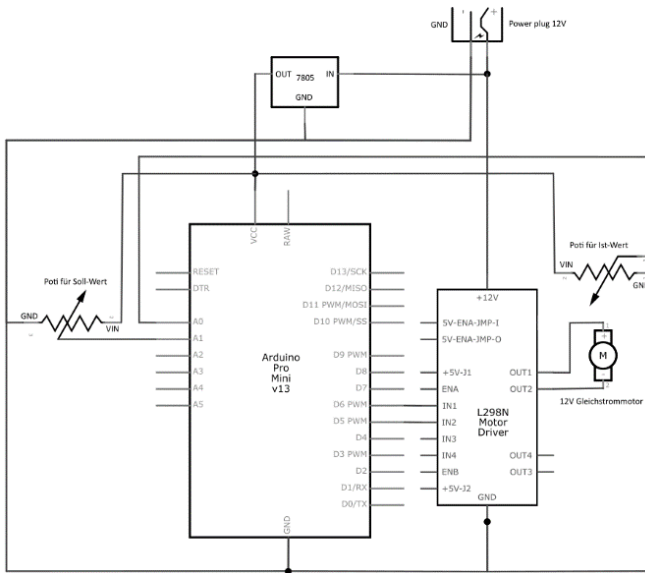 GND
Power plug 12V
OUT
7805
IN
GND
VCC
RAW
Poti für Soll-Wert
GND
VIN
Poti für Ist-Wert
VIN
GND
RESET
DTR
A0
A1
A2
A3
A4
A5
Arduino
Pro
Mini
v13
D13/SCK
D12/MISO
D11 PWM/MOSI
D10 PWM/SS
D9 PWM
D8
D7
D6 PWM
D5 PWM
D4
D3 PWM
D2
D1/RX
D0/TX
GND
+12V
5V-ENA-JMP-I
5V-ENA-JMP-O
+5V-J1
ENA
IN1
IN2
IN3
IN4
ENB
+5V-J2
L298N
Motor
Driver
OUT1
OUT2
OUT4
OUT3
GND
1
+
M
-
2
12V Gleichstrommotor